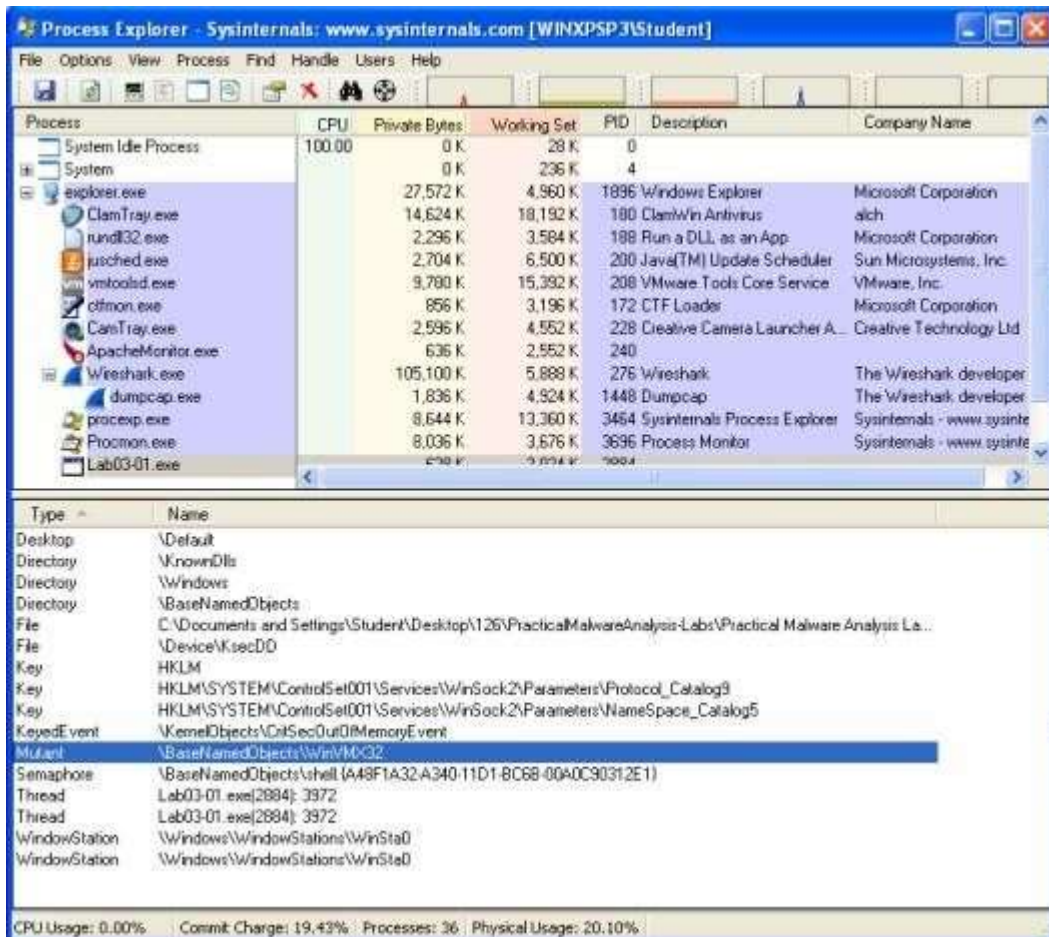 Process Explorer - Sysinternals: www.sysinternals.com [WINXPSP3\Student]
File Options View Process Find Handle Users Help
Process CPU Private Bytes Working Set PID Description Company Name
System Idle Process 100.00 0 K 28 K 0
System 0 K 236 K 4
explorer.exe 27,572 K 4,960 K 1896 Windows Explorer Microsoft Corporation
ClamTray.exe 14,624 K 18,192 K 180 ClamWin Antivirus alch
rundll32.exe 2,296 K 3,584 K 188 Run a DLL as an App Microsoft Corporation
jusched.exe 2,704 K 6,500 K 200 Java(TM) Update Scheduler Sun Microsystems, Inc.
vmtoolsd.exe 9,780 K 15,392 K 208 VMware Tools Core Service VMware, Inc.
ctfmon.exe 856 K 3,196 K 172 CTF Loader Microsoft Corporation
CamTray.exe 2,596 K 4,552 K 228 Creative Camera Launcher A... Creative Technology Ltd
ApacheMonitor.exe 636 K 2,552 K 240
Wireshark.exe 105,100 K 5,888 K 276 Wireshark The Wireshark developer
dumpcap.exe 1,836 K 4,924 K 1448 Dumpcap The Wireshark developer
procexp.exe 8,644 K 13,360 K 3464 Sysinternals Process Explorer Sysinternals - www.sysinte
Procmon.exe 8,036 K 3,676 K 3696 Process Monitor Sysinternals - www.sysinte
Lab03-01.exe 628 K 2,024 K 2884
Type Name
Desktop \Default
Directory \KnownDlls
Directory \Windows
Directory \BaseNamedObjects
File C:\Documents and Settings\Student\Desktop\126\PracticalMalwareAnalysis-Labs\Practical Malware Analysis La...
File \Device\KsecDD
Key HKLM
Key HKLM\SYSTEM\ControlSet001\Services\WinSock2\Parameters\Protocol_Catalog9
Key HKLM\SYSTEM\ControlSet001\Services\WinSock2\Parameters\NameSpace_Catalog5
KeyedEvent \KernelObjects\CritSecOutOfMemoryEvent
Mutant \BaseNamedObjects\WinVMX32
Semaphore \BaseNamedObjects\shell.{A48F1A32-A340-11D1-BC6B-00A0C90312E1}
Thread Lab03-01.exe(2884): 3972
Thread Lab03-01.exe(2884): 3972
WindowStation \Windows\WindowStations\WinSta0
WindowStation \Windows\WindowStations\WinSta0
CPU Usage: 0.00% Commit Charge: 19.43% Processes: 36 Physical Usage: 20.10%